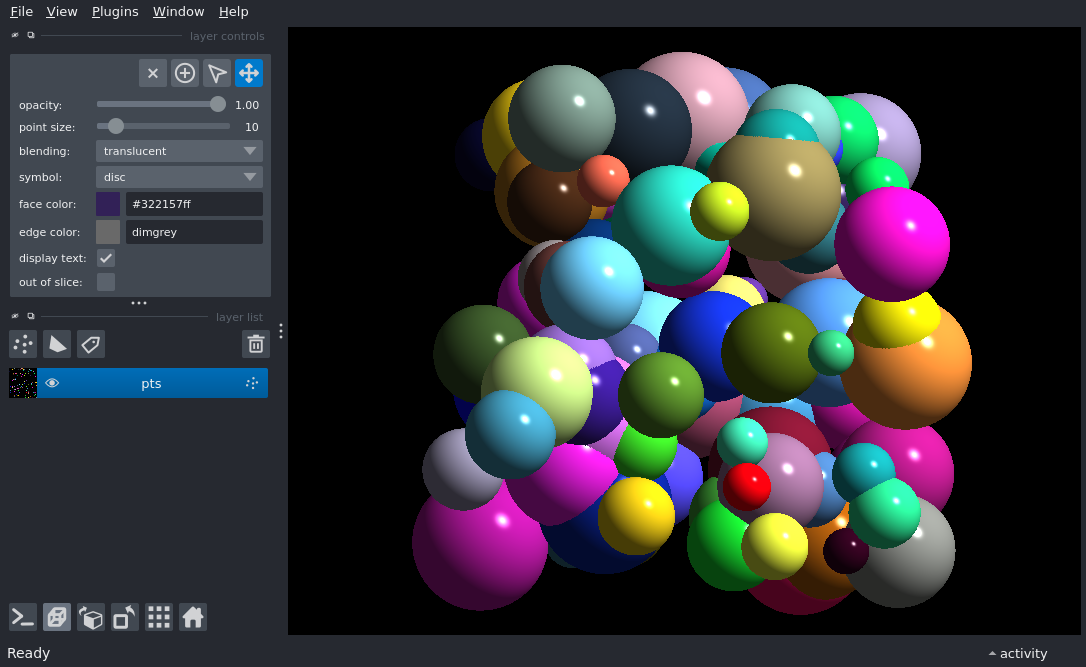 File View Plugins Window Help
layer controls
opacity: 1.00
point size: 10
blending: translucent
symbol: disc
face color: #322157ff
edge color: dimgrey
display text:
out of slice:
layer list
pts
Ready activity